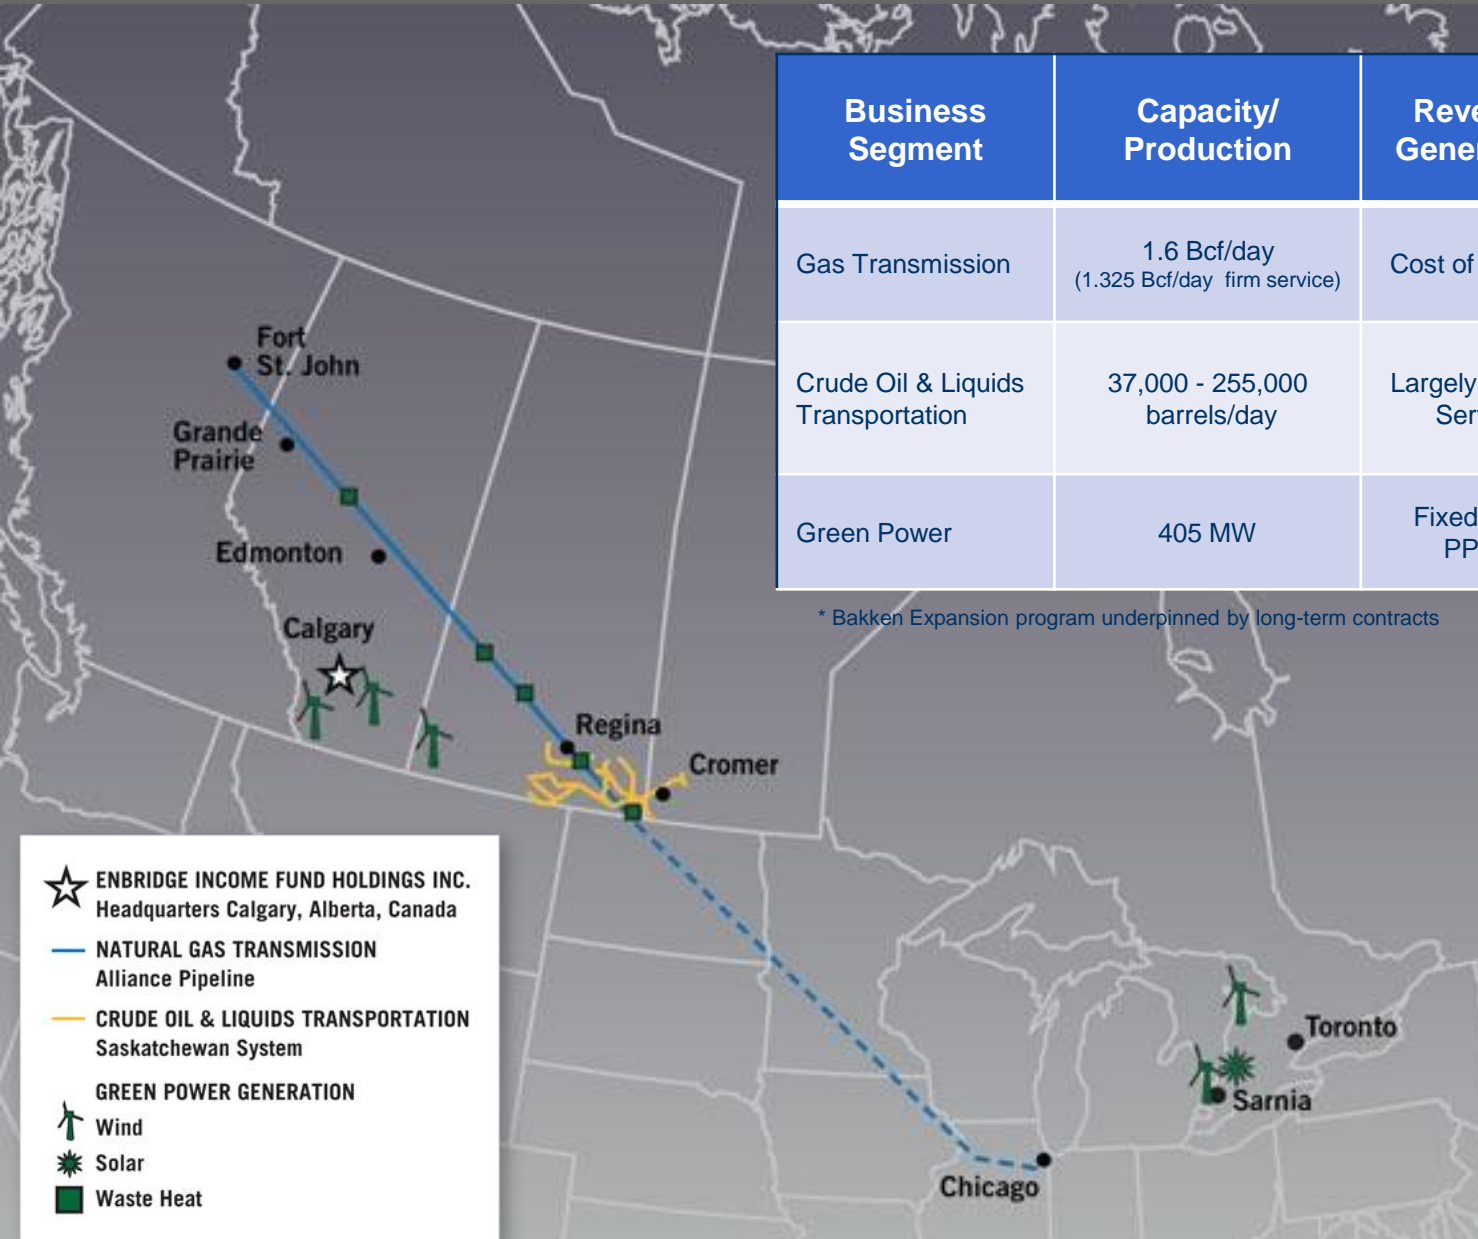 Business
Segment
Capacity/
Production
Gas Transmission
1.6 Bcf/day
(1.325 Bcf/day firm service)
Cost of
Crude Oil & Liquids
Transportation
37,000 - 255,000
barrels/day
Largely
Green Power
405 MW
Fixed
* Bakken Expansion program underpinned by long-term contracts
Fort
St. John
Grande
Prairie
Edmonton
Calgary
Regina
Cromer
Toronto
Sarnia
Chicago
ENBRIDGE INCOME FUND HOLDINGS INC.
Headquarters Calgary, Alberta, Canada
NATURAL GAS TRANSMISSION
Alliance Pipeline
CRUDE OIL & LIQUIDS TRANSPORTATION
Saskatchewan System
GREEN POWER GENERATION
Wind
Solar
Waste Heat